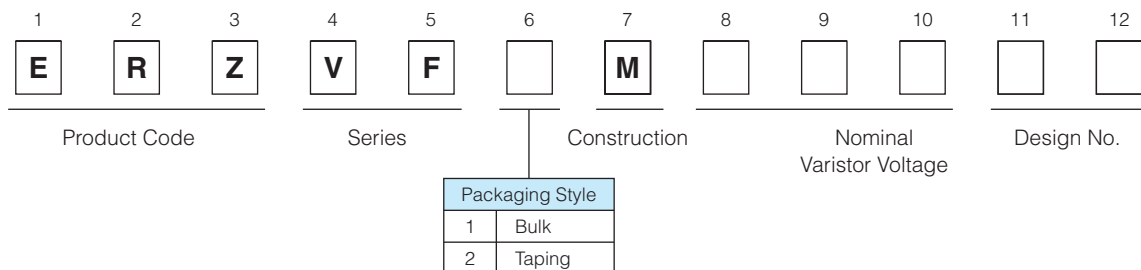 1 2 3 4 5 6 7 8 9 10 11 12
E R Z V F M
Product Code Series Construction Nominal Varistor Voltage Design No.
Packaging Style
1 Bulk
2 Taping